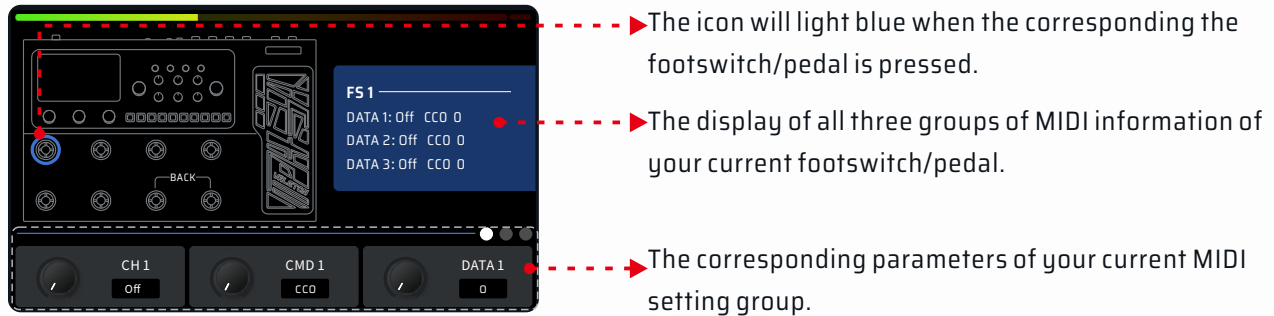 The icon will light blue when the corresponding the
footswitch/pedal is pressed.
FS 1
DATA 1: Off CC0 0
DATA 2: Off CC0 0
DATA 3: Off CC0 0
The display of all three groups of MIDI information of
your current footswitch/pedal.
BACK
CH 1
Off
CMD 1
CC0
DATA 1
0
The corresponding parameters of your current MIDI
setting group.